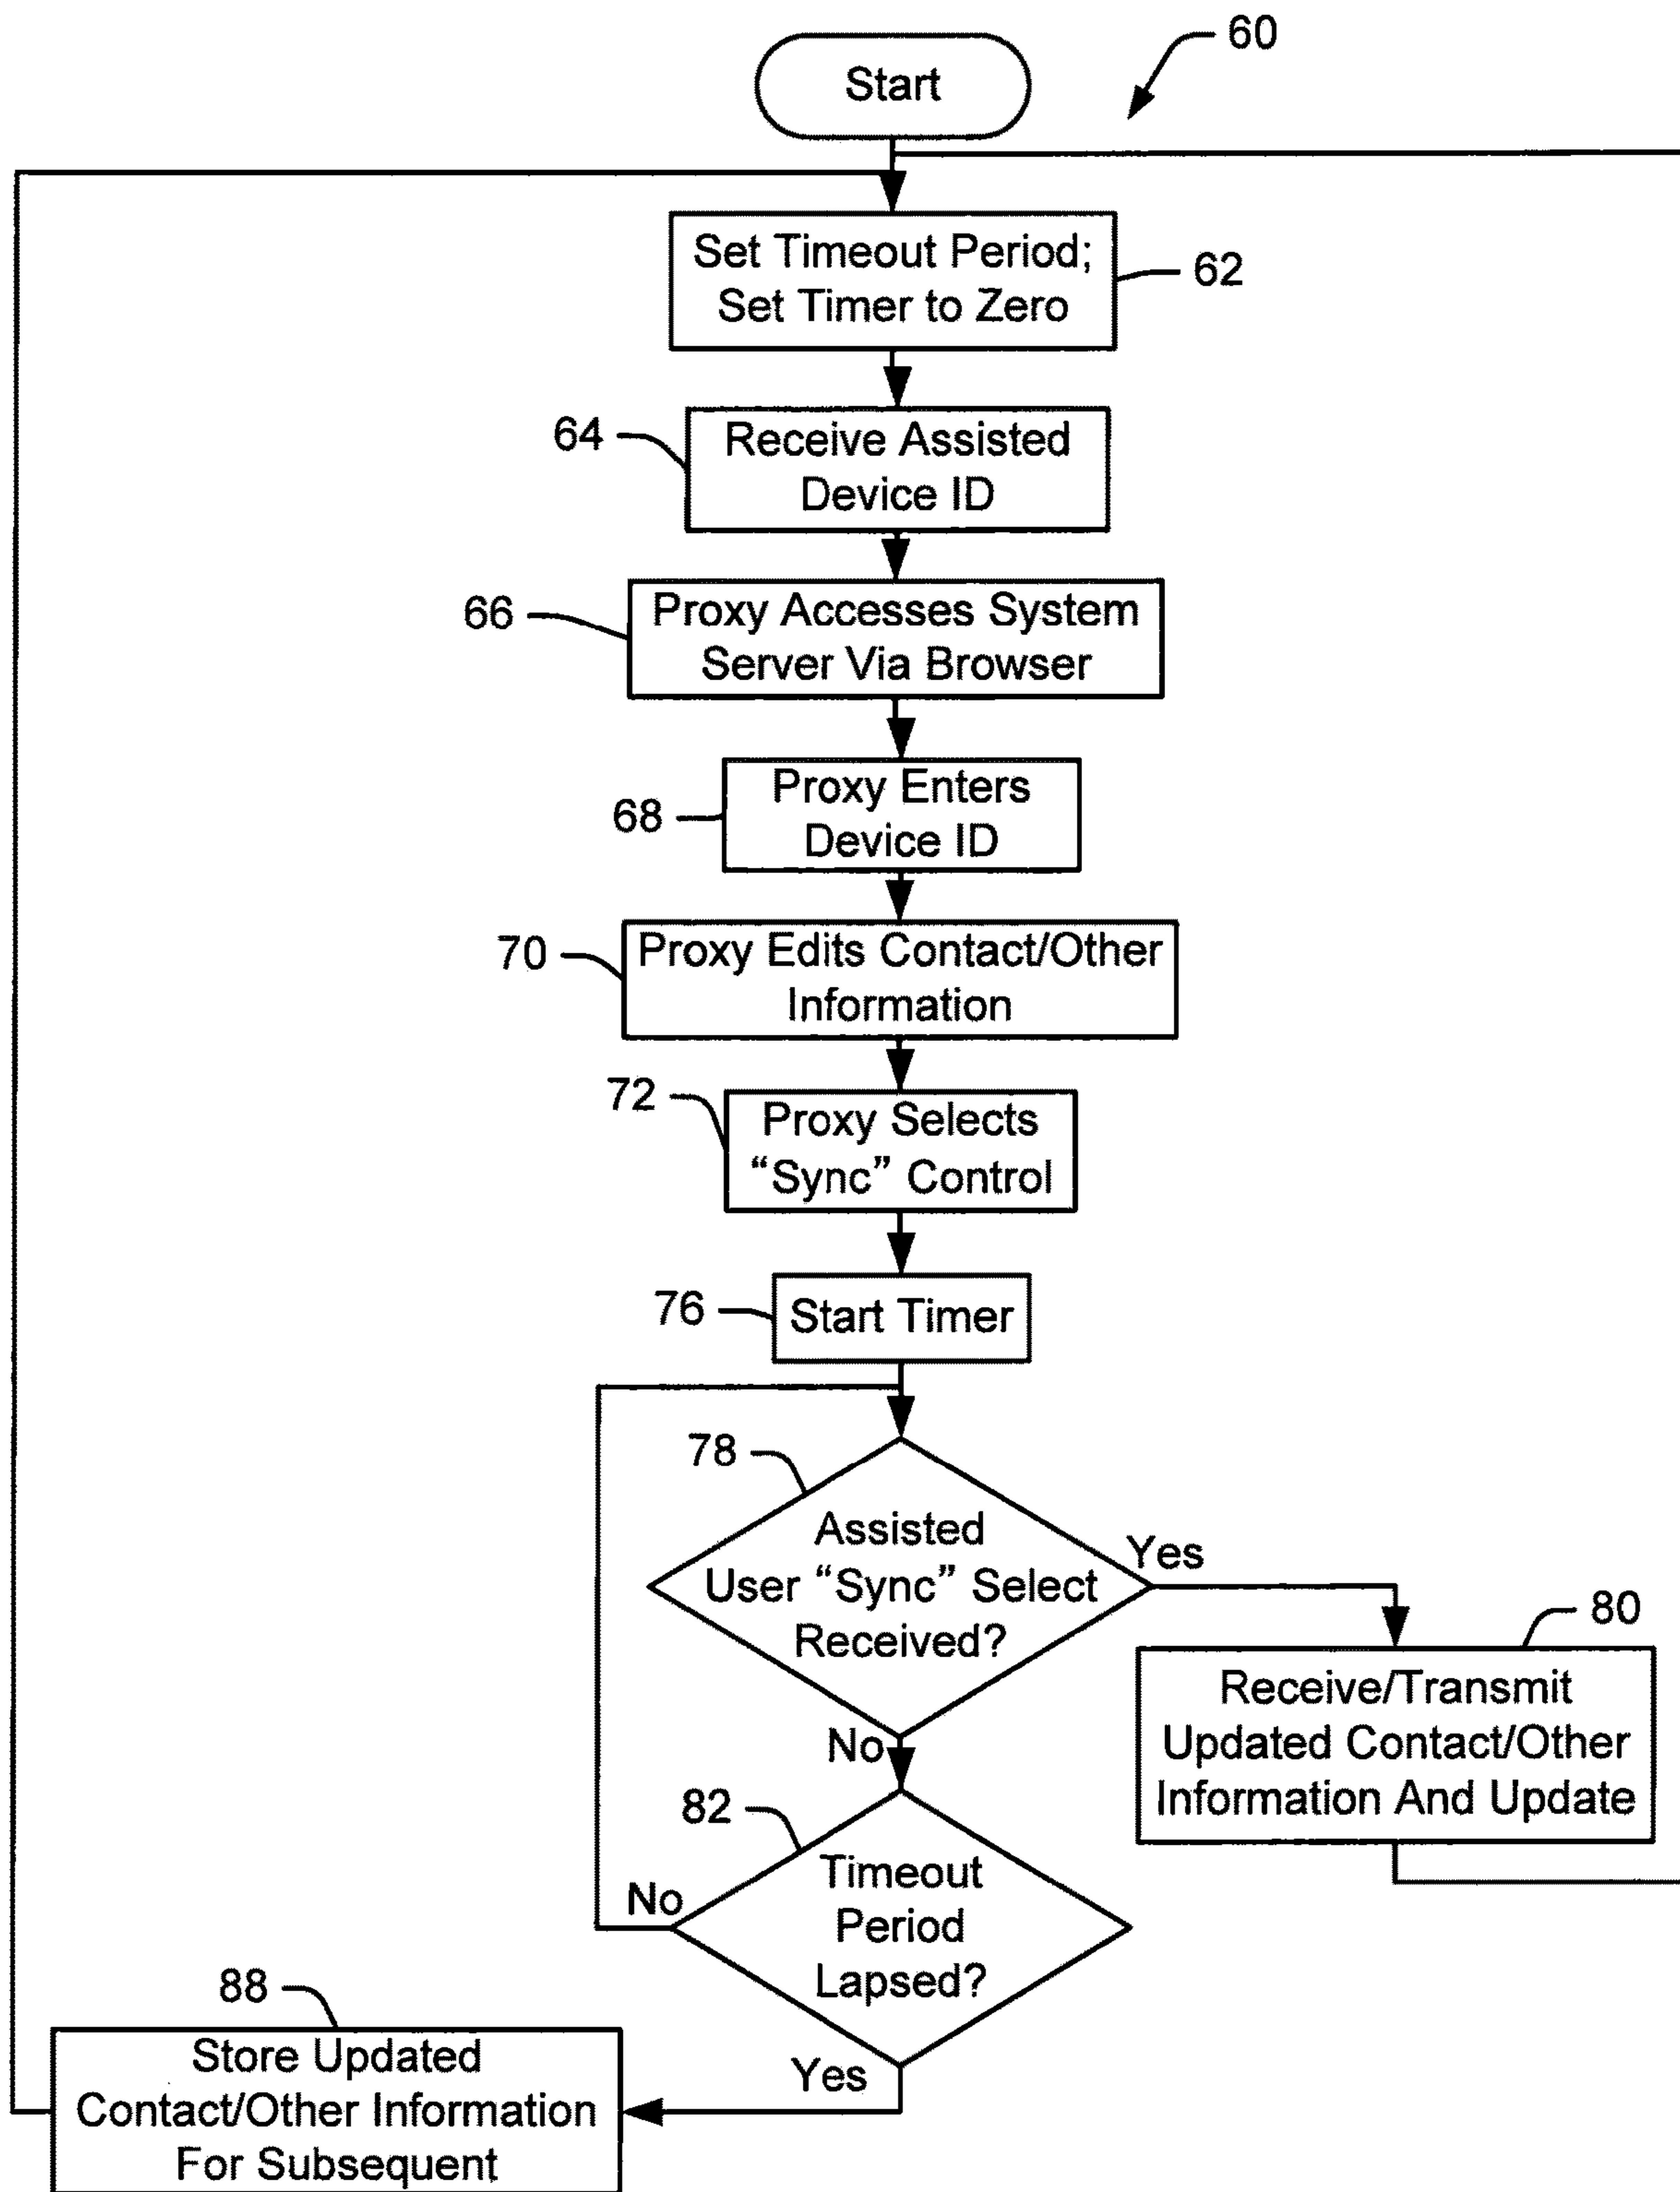 60
Start
Set Timeout Period;
Set Timer to Zero
62
64
Receive Assisted
Device ID
66
Proxy Accesses System
Server Via Browser
68
Proxy Enters
Device ID
70
Proxy Edits Contact/Other
Information
72
Proxy Selects
“Sync” Control
76
Start Timer
78
Assisted
User “Sync” Select
Received?
Yes
80
Receive/Transmit
Updated Contact/Other
Information And Update
No
82
Timeout
Period
Lapsed?
No
Yes
88
Store Updated
Contact/Other Information
For Subsequent